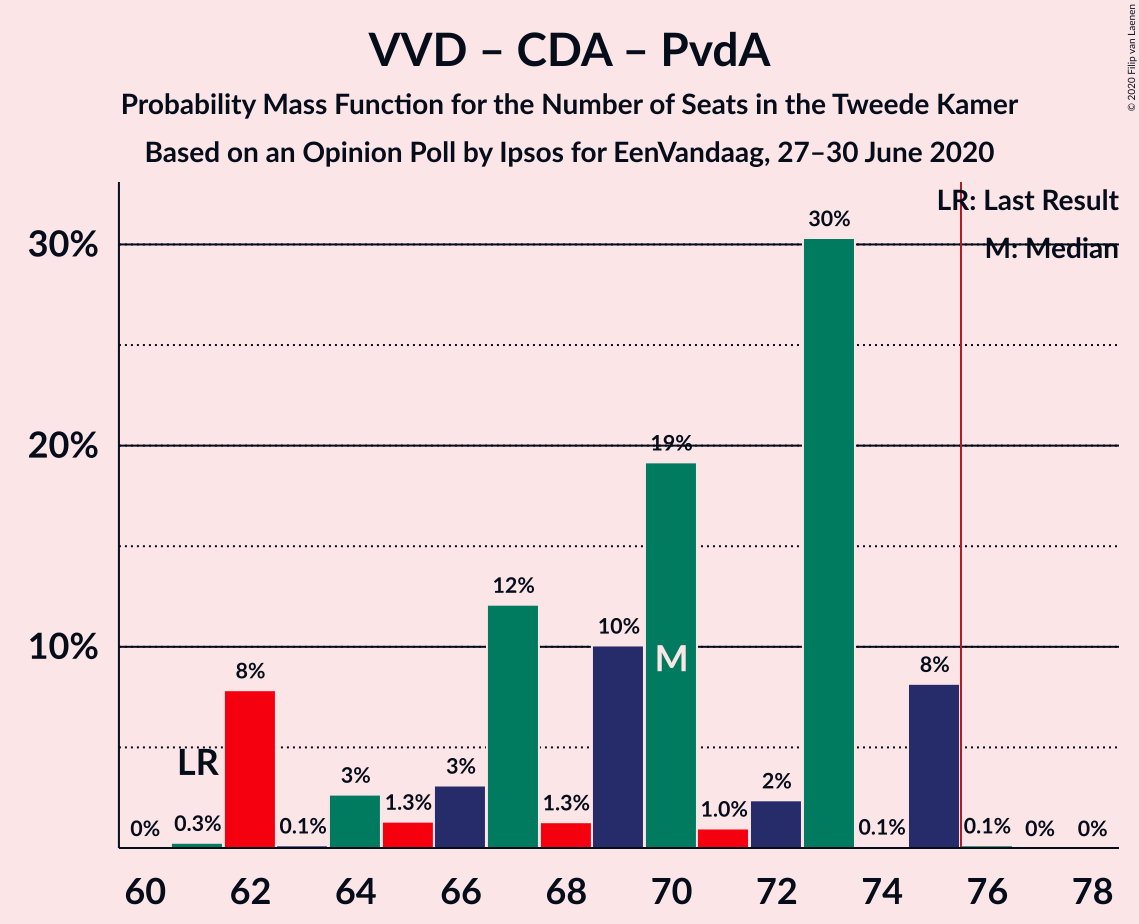 VVD – CDA – PvdA
Probability Mass Function for the Number of Seats in the Tweede Kamer
Based on an Opinion Poll by Ipsos for EenVandaag, 27–30 June 2020
© 2020 Filip van Laenen
LR: Last Result
M: Median
30%
20%
10%
0%
0.3%
8%
0.1%
3%
1.3%
3%
12%
1.3%
10%
19%
1.0%
2%
30%
0.1%
8%
0.1%
0%
0%
LR
M
60 62 64 66 68 70 72 74 76 78